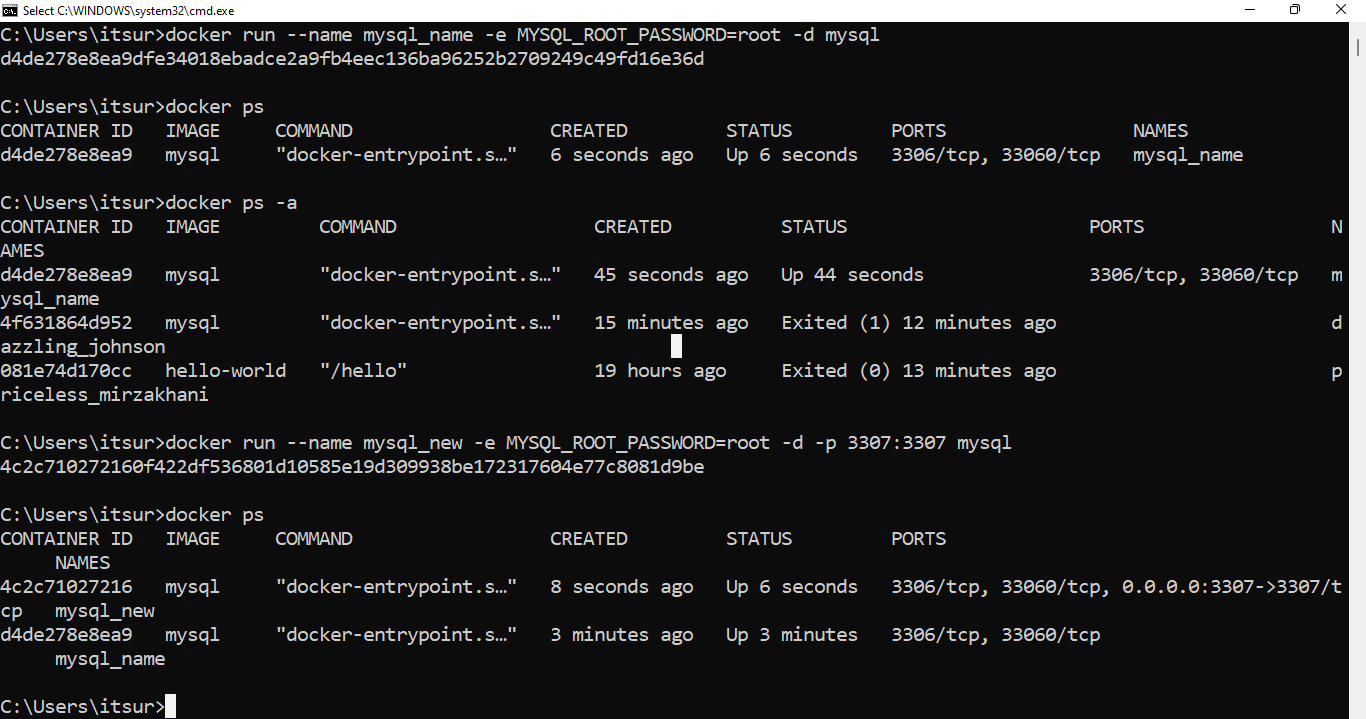 Select C:\WINDOWS\system32\cmd.exe
C:\Users\itsur>docker run --name mysql_name -e MYSQL_ROOT_PASSWORD=root -d mysql
d4de278e8ea9dfe34018ebadce2a9fb4eec136ba96252b2709249c49fd16e36d
C:\Users\itsur>docker ps
CONTAINER ID   IMAGE     COMMAND                  CREATED         STATUS         PORTS                 NAMES
d4de278e8ea9   mysql     "docker-entrypoint.s…"   6 seconds ago   Up 6 seconds   3306/tcp, 33060/tcp   mysql_name
C:\Users\itsur>docker ps -a
CONTAINER ID   IMAGE         COMMAND                  CREATED          STATUS                      PORTS                 N
AMES
d4de278e8ea9   mysql         "docker-entrypoint.s…"   45 seconds ago   Up 44 seconds               3306/tcp, 33060/tcp   m
ysql_name
4f631864d952   mysql         "docker-entrypoint.s…"   15 minutes ago   Exited (1) 12 minutes ago                         d
azzling_johnson
081e74d170cc   hello-world   "/hello"                 19 hours ago     Exited (0) 13 minutes ago                         p
riceless_mirzakhani
C:\Users\itsur>docker run --name mysql_new -e MYSQL_ROOT_PASSWORD=root -d -p 3307:3307 mysql
4c2c710272160f422df536801d10585e19d309938be172317604e77c8081d9be
C:\Users\itsur>docker ps
CONTAINER ID   IMAGE     COMMAND                  CREATED         STATUS         PORTS
     NAMES
4c2c71027216   mysql     "docker-entrypoint.s…"   8 seconds ago   Up 6 seconds   3306/tcp, 33060/tcp, 0.0.0.0:3307->3307/t
cp   mysql_new
d4de278e8ea9   mysql     "docker-entrypoint.s…"   3 minutes ago   Up 3 minutes   3306/tcp, 33060/tcp
     mysql_name
C:\Users\itsur>